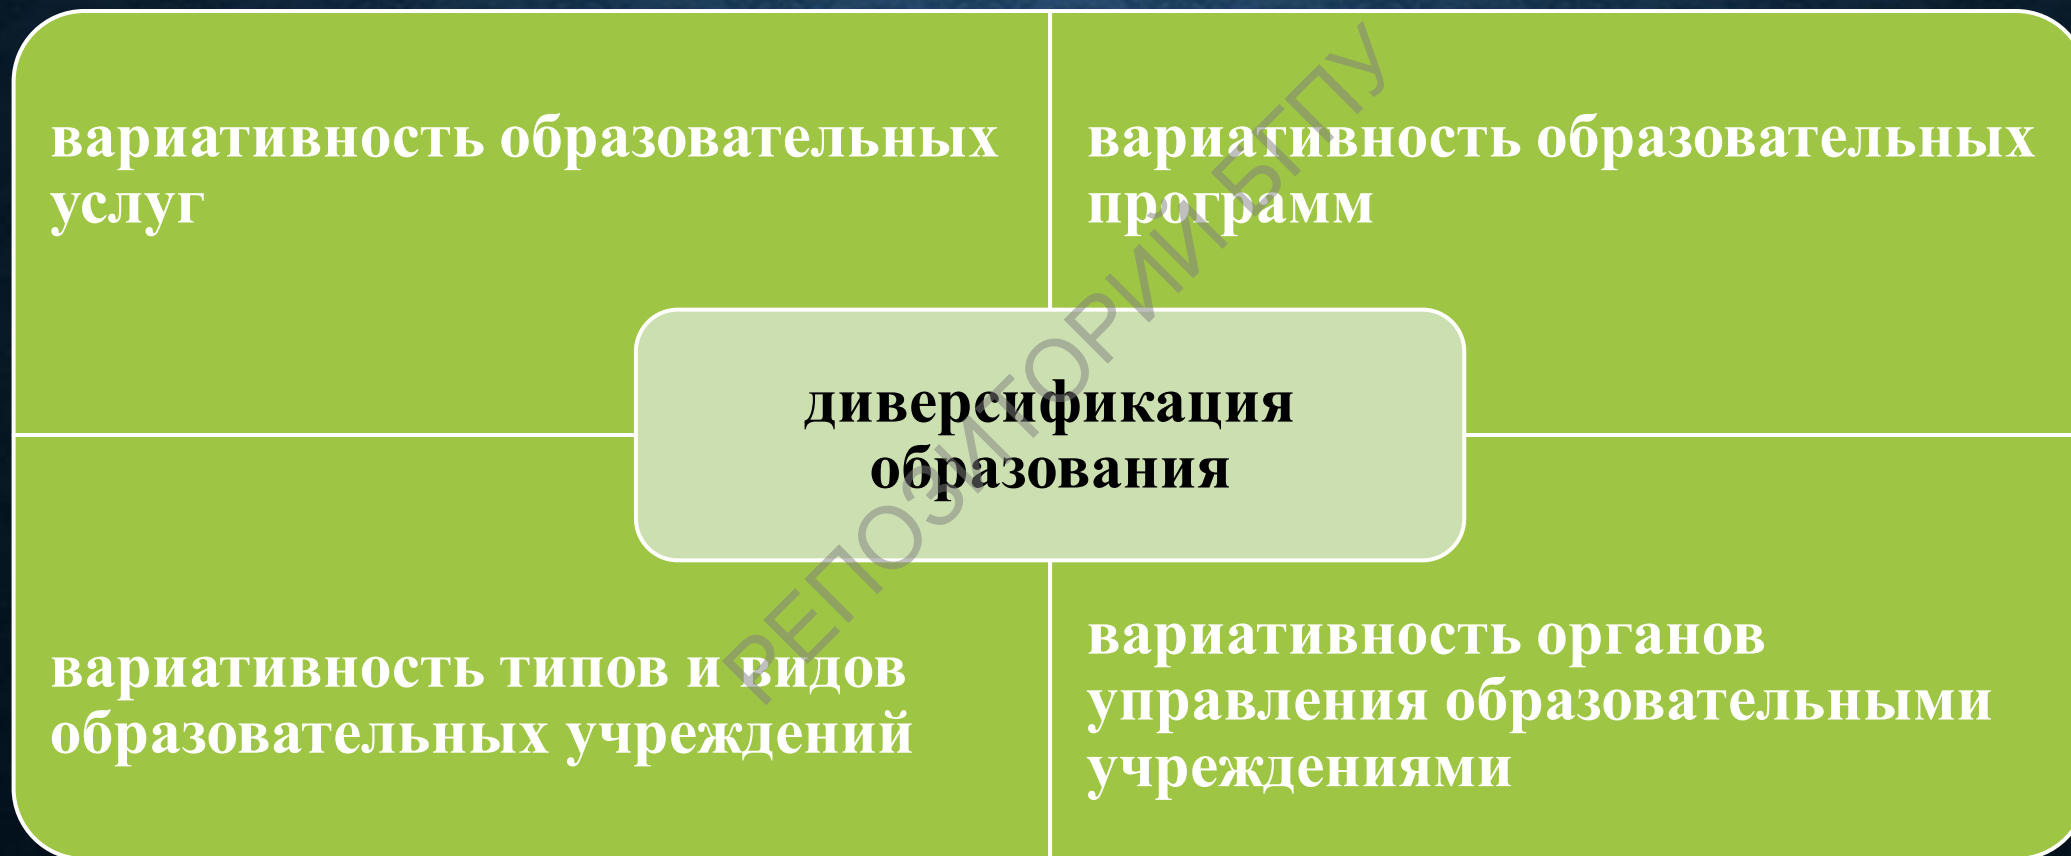 вариативность образовательных
услуг
вариативность образовательных
программ
диверсификация
образования
вариативность типов и видов
образовательных учреждений
вариативность органов
управления образовательными
учреждениями
РЕПОЗИТОРИЙ БГПУ